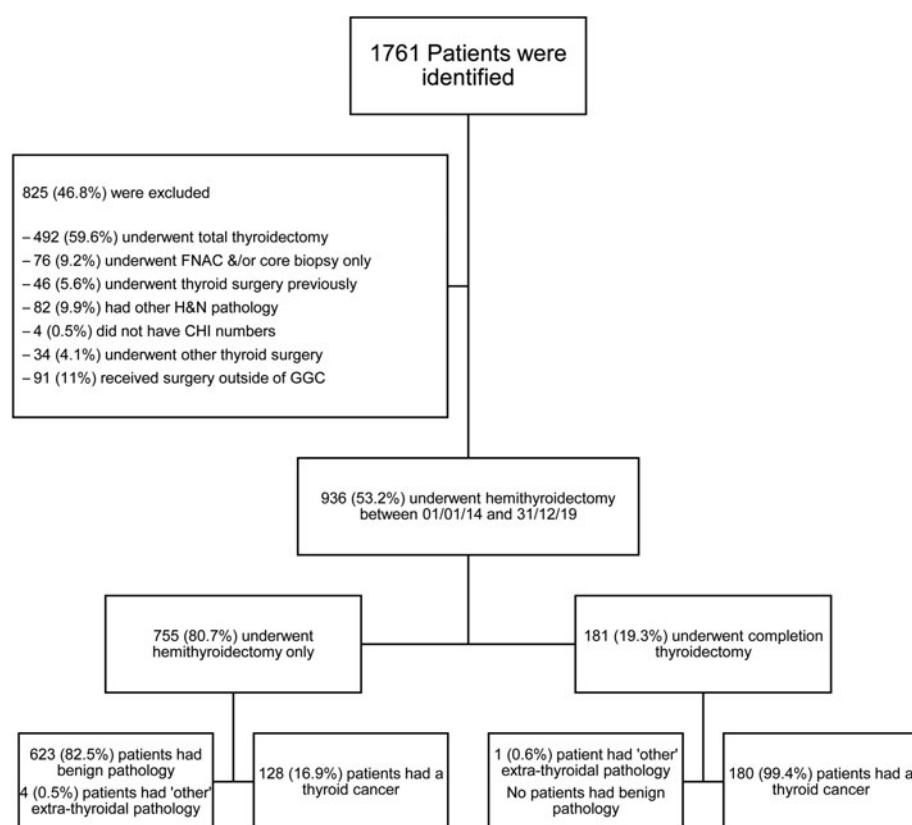 1761 Patients were
identified
825 (46.8%) were excluded
– 492 (59.6%) underwent total thyroidectomy
– 76 (9.2%) underwent FNAC &/or core biopsy only
– 46 (5.6%) underwent thyroid surgery previously
– 82 (9.9%) had other H&N pathology
– 4 (0.5%) did not have CHI numbers
– 34 (4.1%) underwent other thyroid surgery
– 91 (11%) received surgery outside of GGC
936 (53.2%) underwent hemithyroidectomy
between 01/01/14 and 31/12/19
755 (80.7%) underwent
hemithyroidectomy only
181 (19.3%) underwent completion
thyroidectomy
623 (82.5%) patients had
benign pathology
4 (0.5%) patients had 'other'
extra-thyroidal pathology
128 (16.9%) patients had a
thyroid cancer
1 (0.6%) patient had 'other'
extra-thyroidal pathology
No patients had benign
pathology
180 (99.4%) patients had a
thyroid cancer